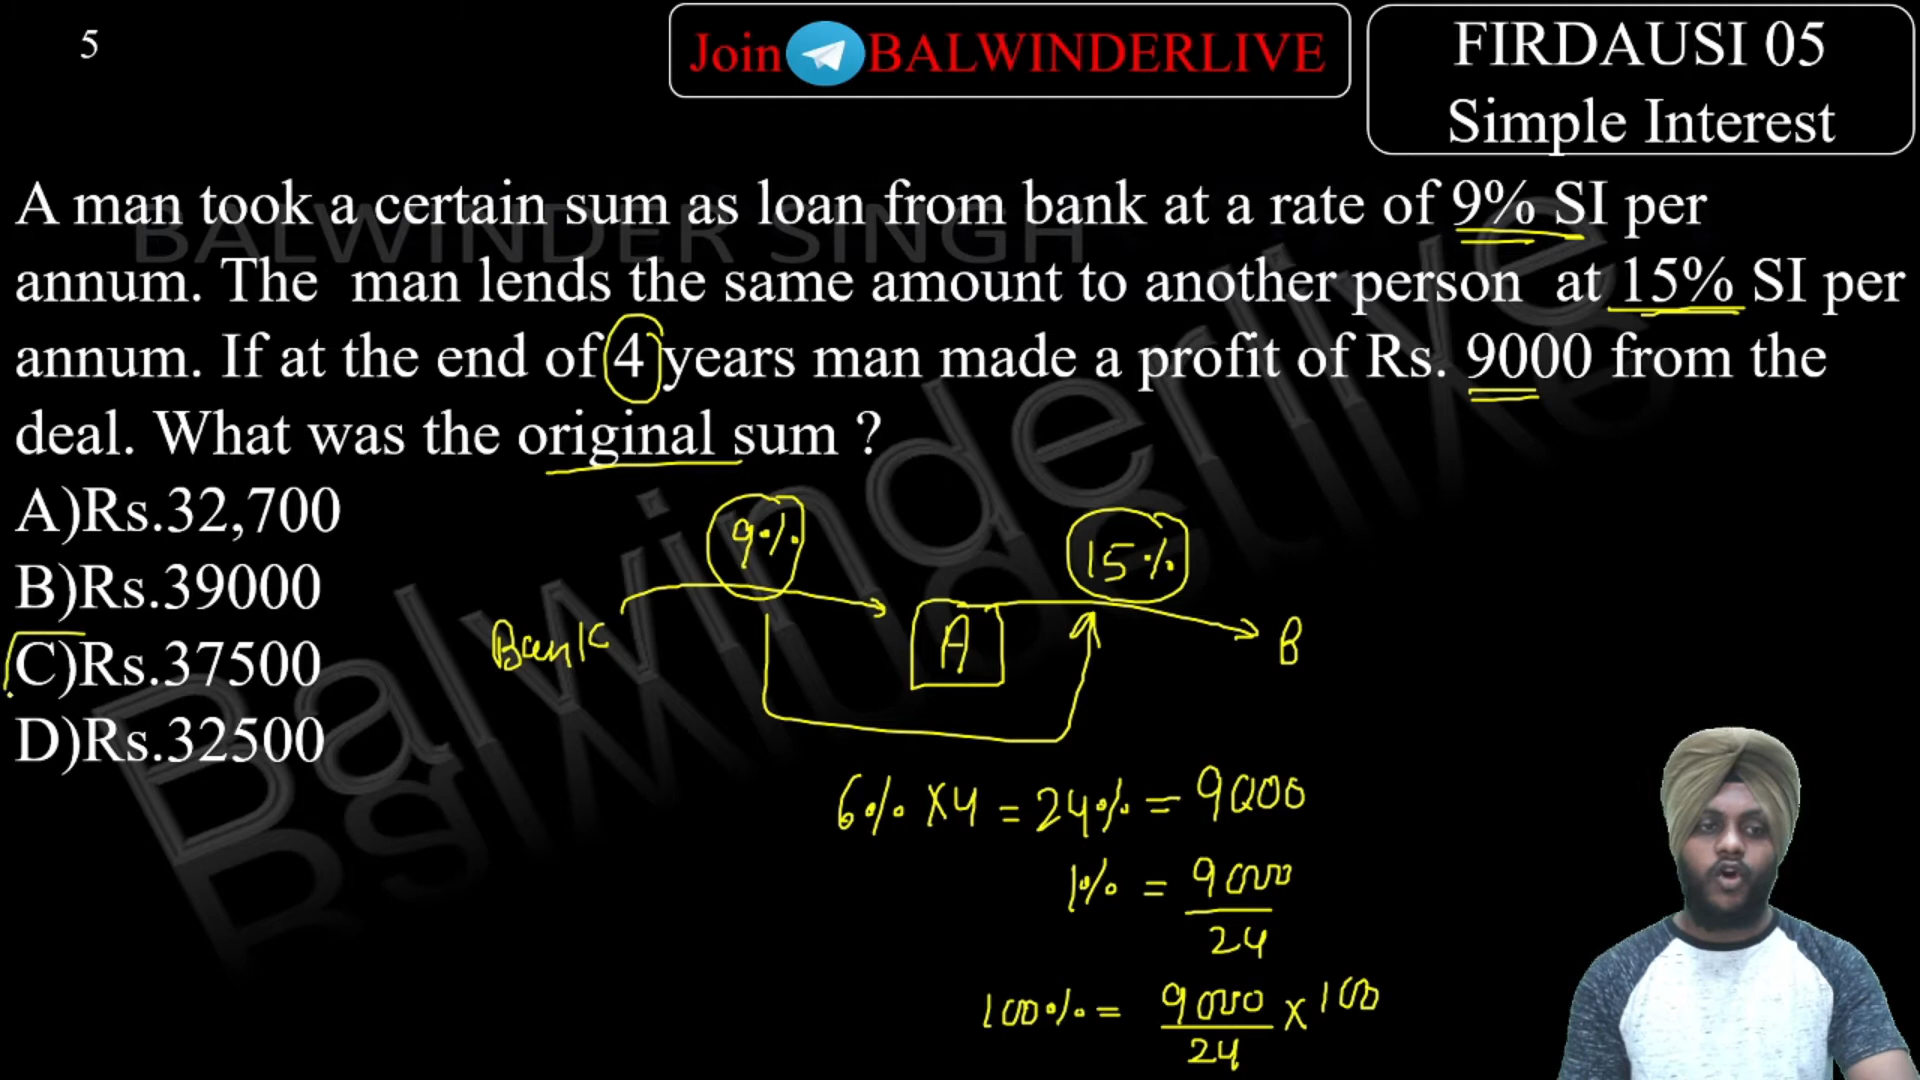 5
Join BALWINDERLIVE
FIRDAUSI 05
Simple Interest
A man took a certain sum as loan from bank at a rate of 9% SI per
annum. The man lends the same amount to another person at 15% SI per
annum. If at the end of 4 years man made a profit of Rs. 9000 from the
deal. What was the original sum ?
A)Rs.32,700
B)Rs.39000
C)Rs.37500
D)Rs.32500
BALWINDER SINGH
Balwinderlive
9%
15%
Bank
A
B
6% x4 = 24% = 9000
1% = 9000/24
100% = 9000/24 x 100